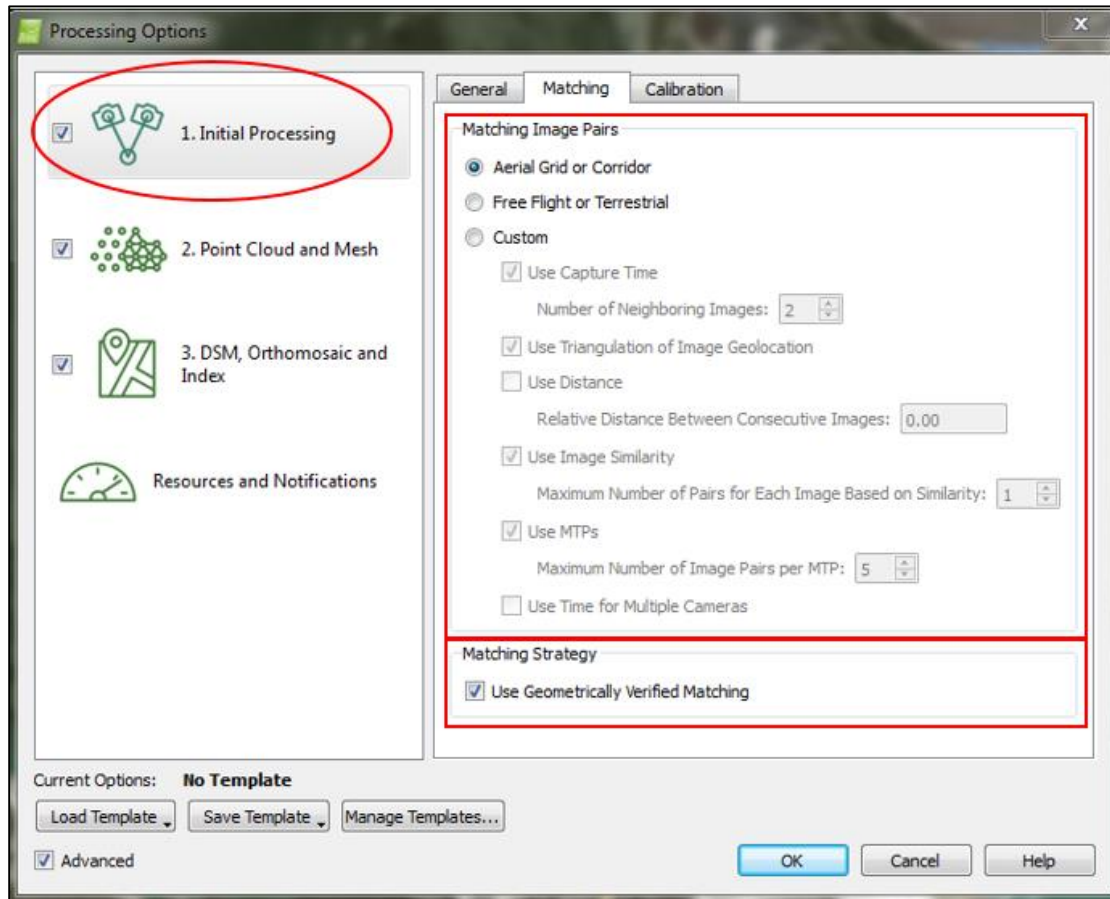 Processing Options
X
1. Initial Processing
2. Point Cloud and Mesh
3. DSM, Orthomosaic and
Index
Resources and Notifications
General Matching Calibration
Matching Image Pairs
Aerial Grid or Corridor
Free Flight or Terrestrial
Custom
Use Capture Time
Number of Neighboring Images: 2
Use Triangulation of Image Geolocation
Use Distance
Relative Distance Between Consecutive Images: 0.00
Use Image Similarity
Maximum Number of Pairs for Each Image Based on Similarity: 1
Use MTPs
Maximum Number of Image Pairs per MTP: 5
Use Time for Multiple Cameras
Matching Strategy
Use Geometrically Verified Matching
Current Options: No Template
Load Template Save Template Manage Templates...
Advanced
OK Cancel Help